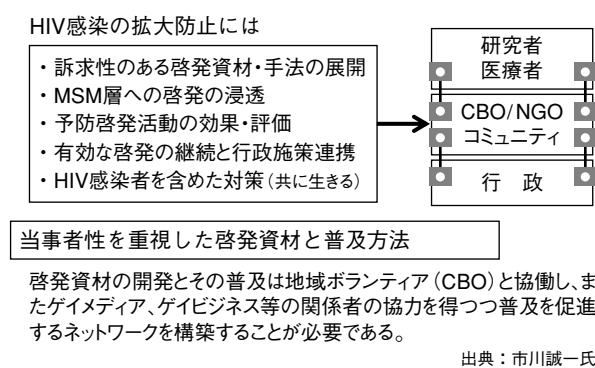 HIV感染の拡大防止には
・訴求性のある啓発資材・手法の展開
・MSM層への啓発の浸透
・予防啓発活動の効果・評価
・有効な啓発の継続と行政施策連携
・HIV感染者を含めた対策（共に生きる）
研究者
医療者
CBO/NGO
コミュニティ
行　政
当事者性を重視した啓発資材と普及方法
啓発資材の開発とその普及は地域ボランティア（CBO）と協働し、ま
たゲイメディア、ゲイビジネス等の関係者の協力を得つつ普及を促進
するネットワークを構築することが必要である。
出典：市川誠一氏